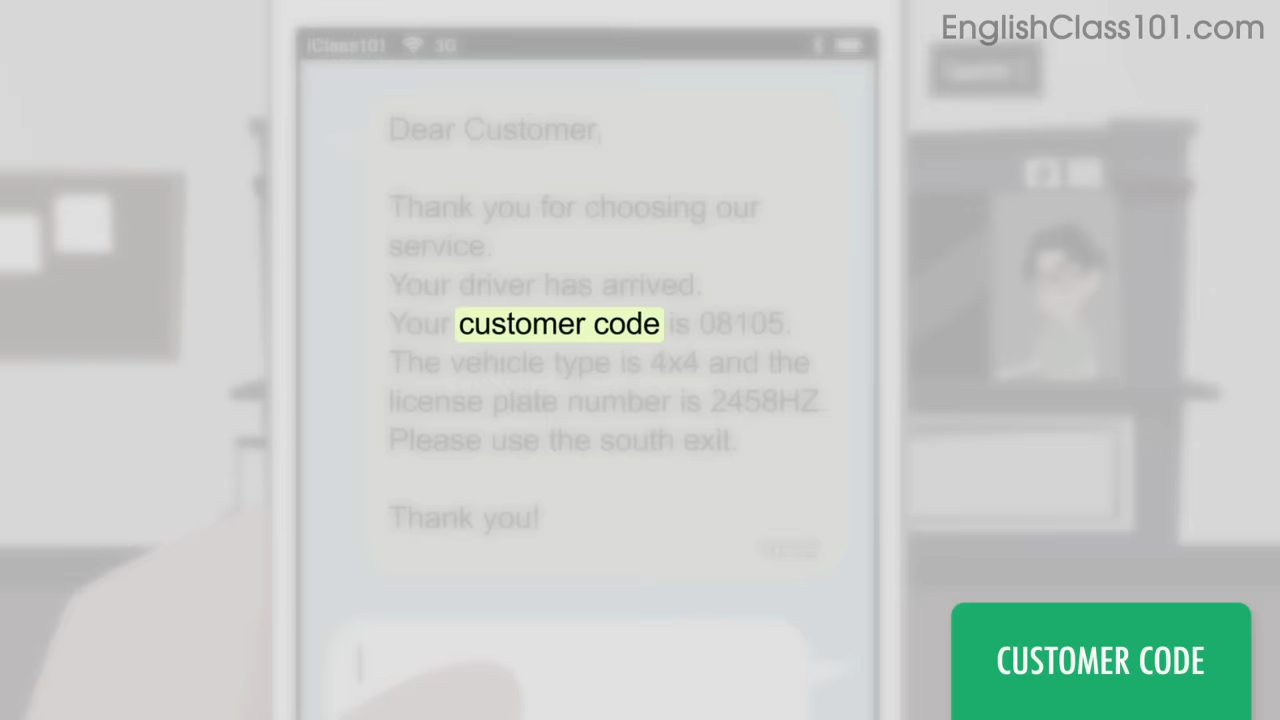 EnglishClass101.com
iClass101 3G
Dear Customer,
Thank you for choosing our
service.
Your driver has arrived.
Your customer code is 08105.
The vehicle type is 4x4 and the
license plate number is 2458HZ.
Please use the south exit.
Thank you!
CUSTOMER CODE